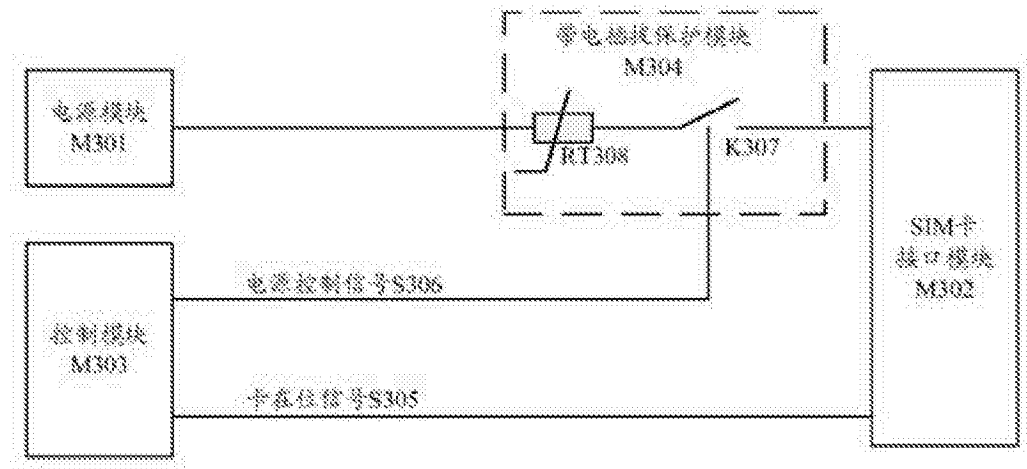 带电插拔保护模块
M304
电源模块
M301
RT308
K307
SIM卡
接口模块
M302
电源控制信号S306
控制模块
M303
卡在位信号S305